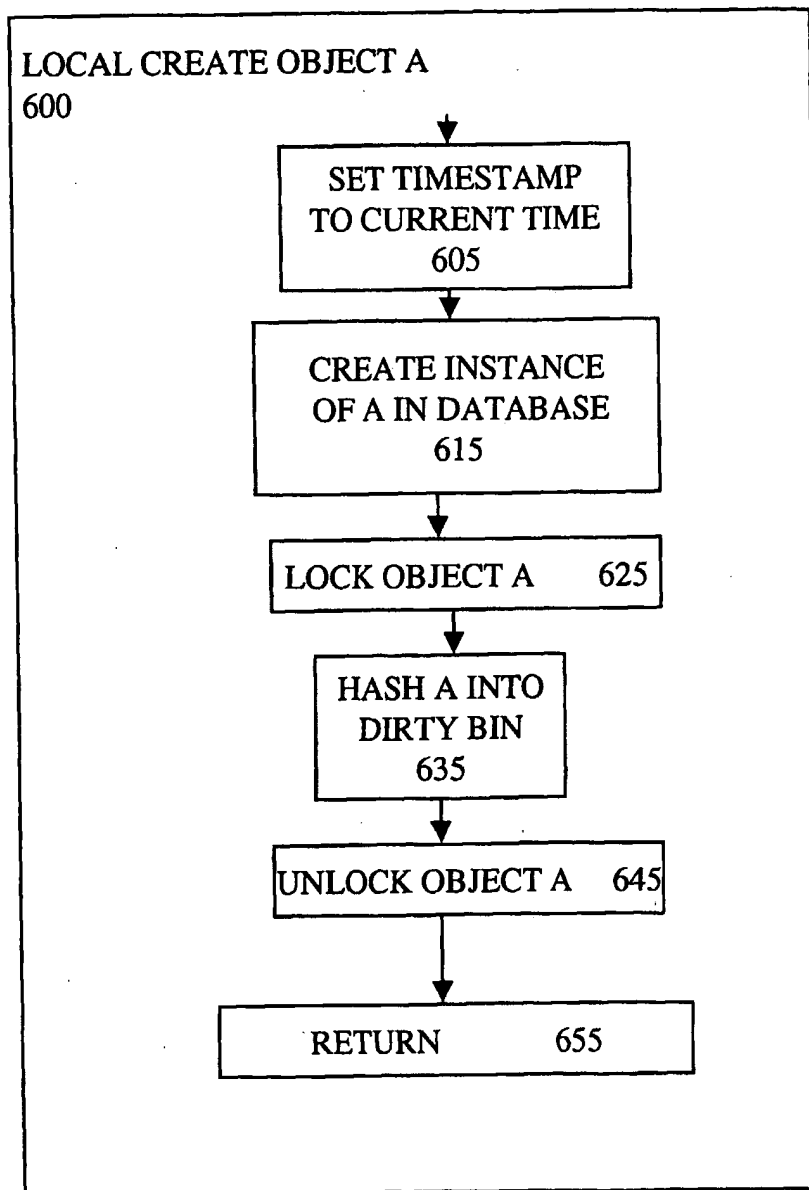 LOCAL CREATE OBJECT A
600
SET TIMESTAMP
TO CURRENT TIME
605
CREATE INSTANCE
OF A IN DATABASE
615
LOCK OBJECT A 625
HASH A INTO
DIRTY BIN
635
UNLOCK OBJECT A 645
RETURN 655